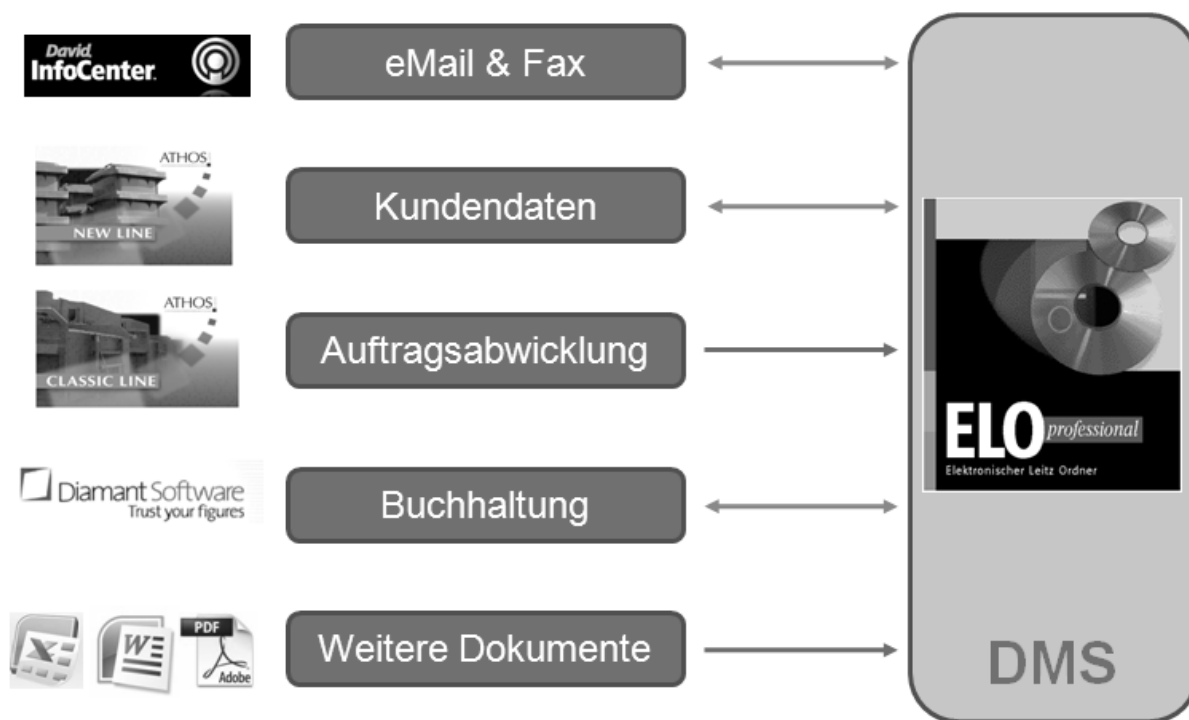 David
InfoCenter.
eMail & Fax
ATHOS
NEW LINE
Kundendaten
ATHOS
CLASSIC LINE
Auftragsabwicklung
ELO professional
Elektronischer Leitz Ordner
Diamant Software
Trust your figures
Buchhaltung
X
W
PDF
Adobe
Weitere Dokumente
DMS